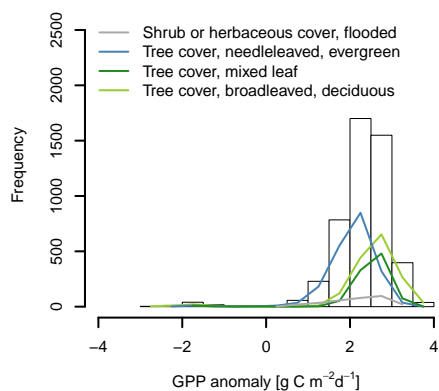 2500
2000
1500
1000
500
0
Frequency
Shrub or herbaceous cover, flooded
Tree cover, needleleaved, evergreen
Tree cover, mixed leaf
Tree cover, broadleaved, deciduous
−4 −2 0 2 4
GPP anomaly [g C m⁻²d⁻¹]